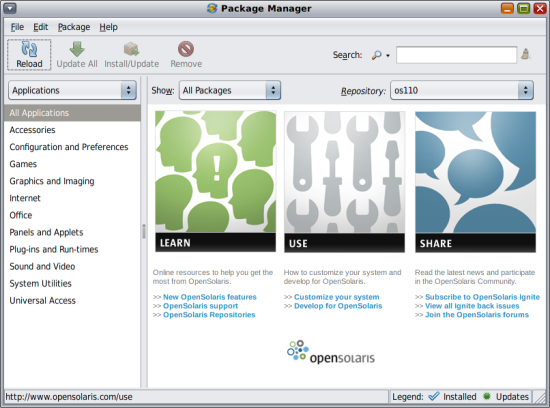 Package Manager
File Edit Package Help
Reload Update All Install/Update Remove Search:
Applications Show: All Packages Repository: os110
All Applications
Accessories
Configuration and Preferences
Games
Graphics and Imaging
Internet
Office
Panels and Applets
Plug-ins and Run-times
Sound and Video
System Utilities
Universal Access
LEARN
Online resources to help you get the
most from OpenSolaris.
>> New OpenSolaris features
>> OpenSolaris support
>> OpenSolaris Repositories
USE
How to customize your system and
develop for OpenSolaris.
>> Customize your system
>> Develop for OpenSolaris
SHARE
Read the latest news and participate
in the OpenSolaris Community.
>> Subscribe to OpenSolaris Ignite
>> View all Ignite back issues
>> Join the OpenSolaris forums
opensolaris
http://www.opensolaris.com/use Legend: Installed Updates